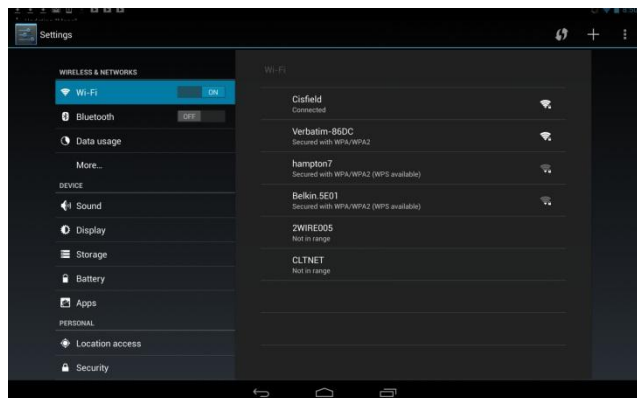 Settings
WIRELESS & NETWORKS
Wi-Fi
ON
Bluetooth
OFF
Data usage
More...
DEVICE
Sound
Display
Storage
Battery
Apps
PERSONAL
Location access
Security
Wi-Fi
Cisfield
Connected
Verbatim-86DC
Secured with WPA/WPA2
hampton7
Secured with WPA/WPA2 (WPS available)
Belkin.5E01
Secured with WPA/WPA2 (WPS available)
2WIRE005
Not in range
CLTNET
Not in range